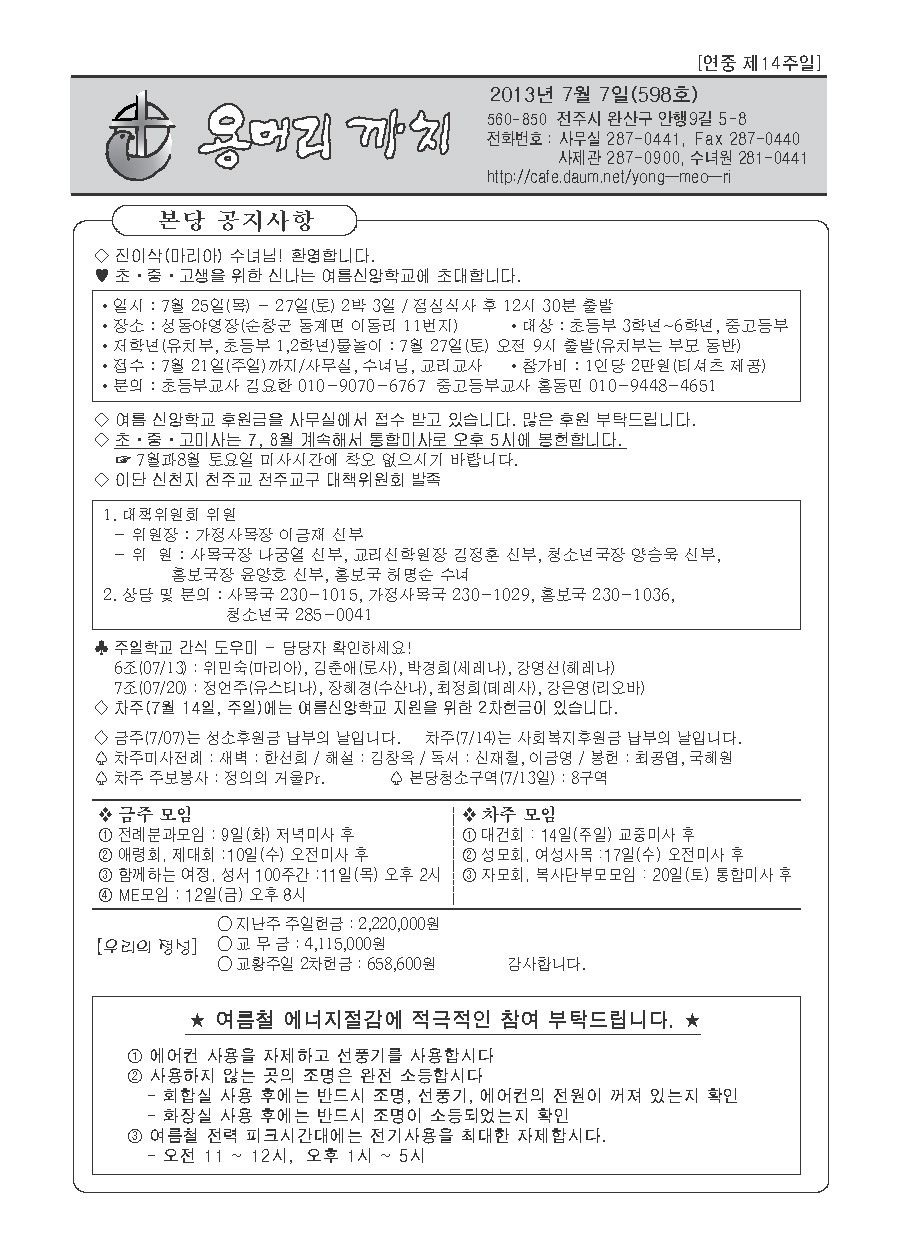 [연중 제14주일]
용머리 까치
2013년 7월 7일(598호)
560-850 전주시 완산구 안행9길 5-8
전화번호 : 사무실 287-0441, Fax 287-0440
사제관 287-0900, 수녀원 281-0441
http://cafe.daum.net/yong—meo—ri
본당 공지사항
◇ 진이삭(마리아) 수녀님! 환영합니다.
♥ 초·중·고생을 위한 신나는 여름신앙학교에 초대합니다.
•일시 : 7월 25일(목) - 27일(토) 2박 3일 / 점심식사 후 12시 30분 출발
•장소 : 성동야영장(순창군 동계면 이동리 11번지) •대상 : 초등부 3학년~6학년, 중고등부
•저학년(유치부, 초등부 1,2학년)물놀이 : 7월 27일(토) 오전 9시 출발(유치부는 부모 동반)
•접수 : 7월 21일(주일)까지/사무실, 수녀님, 교리교사 •참가비 : 1인당 2만원(티셔츠 제공)
•문의 : 초등부교사 김요한 010-9070-6767 중고등부교사 홍동민 010-9448-4651
◇ 여름 신앙학교 후원금을 사무실에서 접수 받고 있습니다. 많은 후원 부탁드립니다.
◇ 초·중·고미사는 7, 8월 계속해서 통합미사로 오후 5시에 봉헌합니다.
☞ 7월과8월 토요일 미사시간에 착오 없으시기 바랍니다.
◇ 이단 신천지 천주교 전주교구 대책위원회 발족
1. 대책위원회 위원
- 위원장 : 가정사목장 이금재 신부
- 위 원 : 사목국장 나궁열 신부, 교리신학원장 김정훈 신부, 청소년국장 양승욱 신부,
홍보국장 윤양호 신부, 홍보국 허명순 수녀
2. 상담 및 문의 : 사목국 230-1015, 가정사목국 230-1029, 홍보국 230-1036,
청소년국 285-0041
♣ 주일학교 간식 도우미 - 담당자 확인하세요!
6조(07/13) : 위민숙(마리아), 김춘애(로사), 박경희(세레나), 강영선(헤레나)
7조(07/20) : 정언주(유스티나), 장혜경(수산나), 최정희(데레사), 강은영(리오바)
◇ 차주(7월 14일, 주일)에는 여름신앙학교 지원을 위한 2차헌금이 있습니다.
◇ 금주(7/07)는 성소후원금 납부의 날입니다. 차주(7/14)는 사회복지후원금 납부의 날입니다.
♤ 차주미사전례 : 새벽 : 한선희 / 해설 : 김창옥 / 독서 : 신재철, 이금영 / 봉헌 : 최공엽, 국혜원
♤ 차주 주보봉사 : 정의의 거울Pr. ♤ 본당청소구역(7/13일) : 8구역
❖ 금주 모임
① 전례분과모임 : 9일(화) 저녁미사 후
② 애령회, 제대회 :10일(수) 오전미사 후
③ 함께하는 여정, 성서 100주간 :11일(목) 오후 2시
④ ME모임 : 12일(금) 오후 8시
❖ 차주 모임
① 대건회 : 14일(주일) 교중미사 후
② 성모회, 여성사목 :17일(수) 오전미사 후
③ 자모회, 복사단부모모임 : 20일(토) 통합미사 후
[우리의 정성]
○ 지난주 주일헌금 : 2,220,000원
○ 교 무 금 : 4,115,000원
○ 교황주일 2차헌금 : 658,600원 감사합니다.
★ 여름철 에너지절감에 적극적인 참여 부탁드립니다. ★
① 에어컨 사용을 자제하고 선풍기를 사용합시다
② 사용하지 않는 곳의 조명은 완전 소등합시다
- 회합실 사용 후에는 반드시 조명, 선풍기, 에어컨의 전원이 꺼져 있는지 확인
- 화장실 사용 후에는 반드시 조명이 소등되었는지 확인
③ 여름철 전력 피크시간대에는 전기사용을 최대한 자제합시다.
- 오전 11 ~ 12시, 오후 1시 ~ 5시